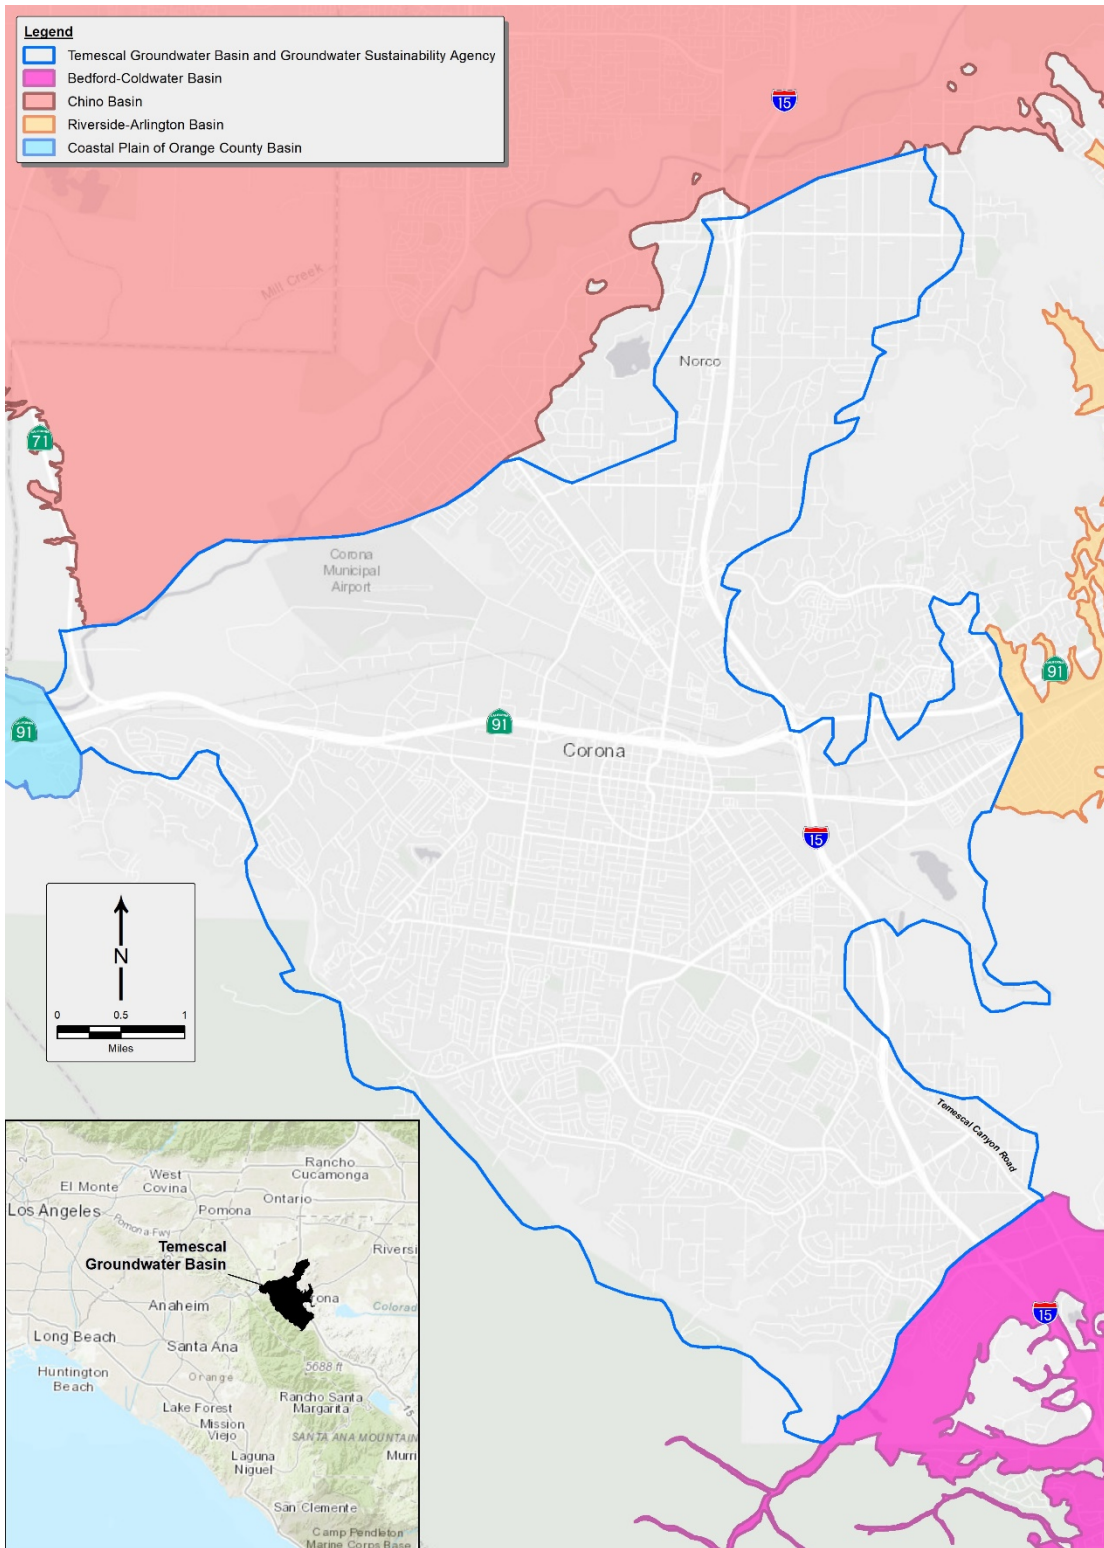 Legend
Temescal Groundwater Basin and Groundwater Sustainability Agency
Bedford-Coldwater Basin
Chino Basin
Riverside-Arlington Basin
Coastal Plain of Orange County Basin
15
Mill Creek
Norco
71
Corona
Municipal
Airport
91
91
91
Corona
15
N
0 0.5 1
Miles
Temescal Canyon Road
15
Rancho
Cucamonga
West
Covina
El Monte
Ontario
Los Angeles
Pomona
Pomona-Fwy
Temescal
Groundwater Basin
Riversi
ona
Colorad
Anaheim
Long Beach
Santa Ana
Huntington
Beach
Orange
5688 ft
Lake Forest
Rancho Santa
Margarita
15
Mission
Viejo
SANTA ANA MOUNTAIN
Laguna
Niguel
Murri
San Clemente
Camp Pendleton
Marine Corps Base